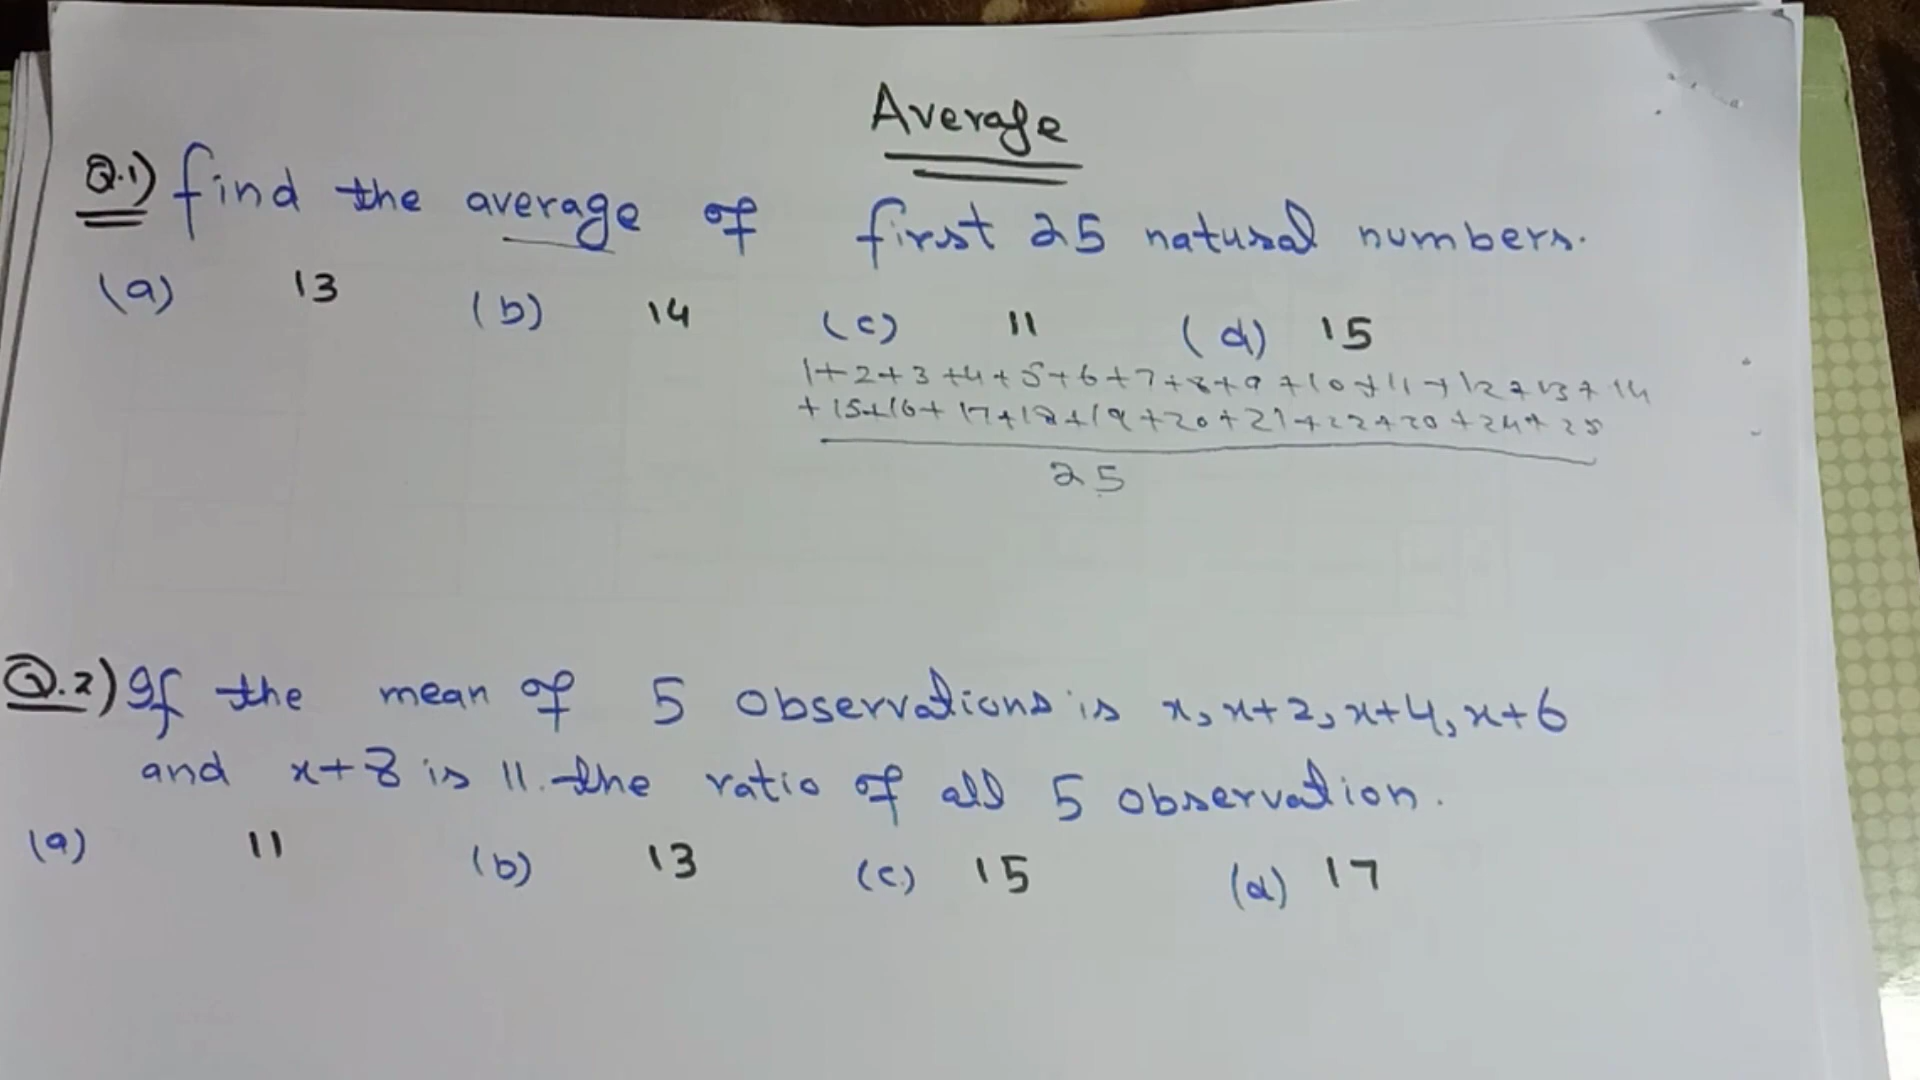 Average
Q.1) find the average of first 25 natural numbers.
(a) 13 (b) 14 (c) 11 (d) 15
1+2+3+4+5+6+7+8+9+10+11+12+13+14
+15+16+17+18+19+20+21+22+20+24+25
25
Q.2) If the mean of 5 observations is x, x+2, x+4, x+6
and x+8 is 11. the ratio of all 5 observation.
(a) 11 (b) 13 (c) 15 (d) 17